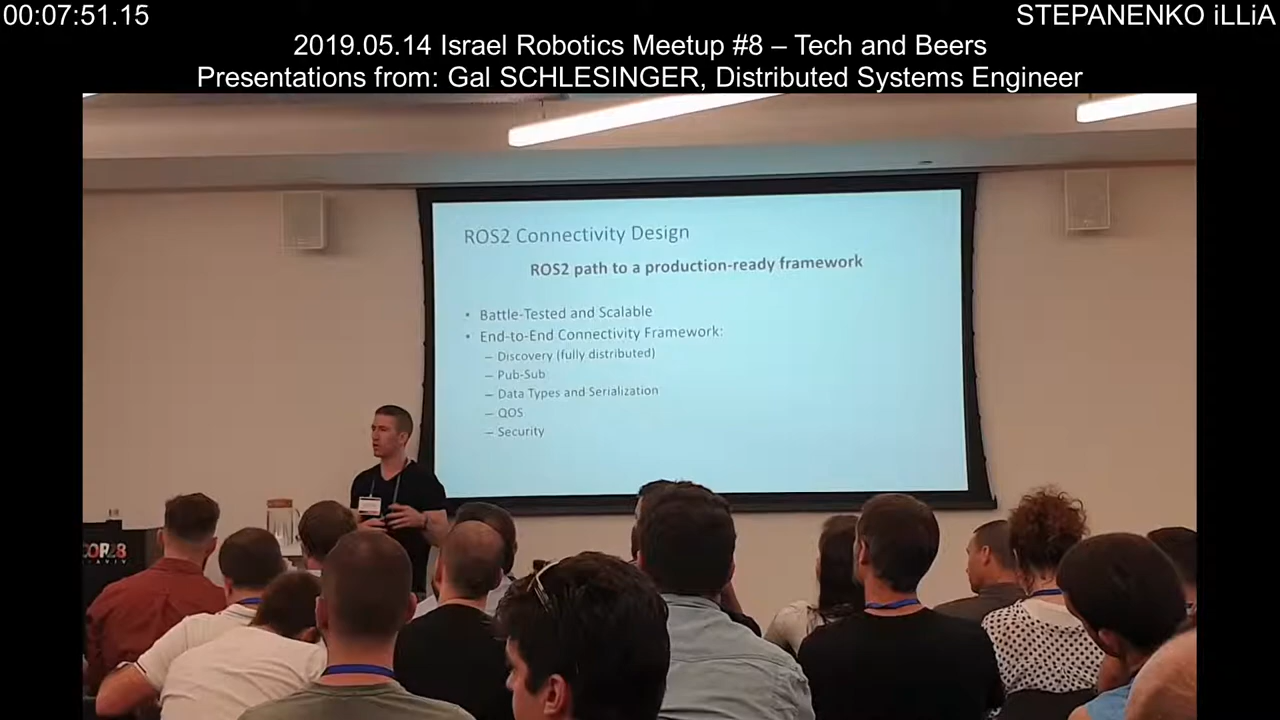 00:07:51.15
STEPANENKO iLLiA
2019.05.14 Israel Robotics Meetup #8 – Tech and Beers
Presentations from: Gal SCHLESINGER, Distributed Systems Engineer
ROS2 Connectivity Design
ROS2 path to a production-ready framework
• Battle-Tested and Scalable
• End-to-End Connectivity Framework:
– Discovery (fully distributed)
– Pub-Sub
– Data Types and Serialization
– QOS
– Security